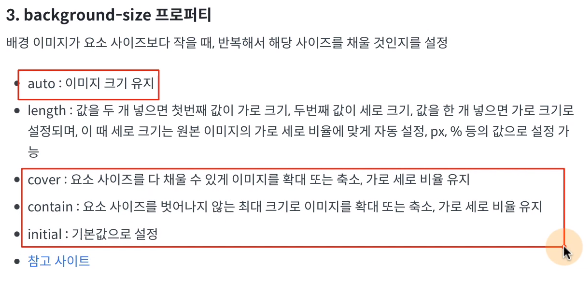 3. background-size 프로퍼티
배경 이미지가 요소 사이즈보다 작을 때, 반복해서 해당 사이즈를 채울 것인지를 설정
auto : 이미지 크기 유지
length : 값을 두 개 넣으면 첫번째 값이 가로 크기, 두번째 값이 세로 크기, 값을 한 개 넣으면 가로 크기로
설정되며, 이 때 세로 크기는 원본 이미지의 가로 세로 비율에 맞게 자동 설정, px, % 등의 값으로 설정 가
능
cover : 요소 사이즈를 다 채울 수 있게 이미지를 확대 또는 축소, 가로 세로 비율 유지
contain : 요소 사이즈를 벗어나지 않는 최대 크기로 이미지를 확대 또는 축소, 가로 세로 비율 유지
initial : 기본값으로 설정
참고 사이트